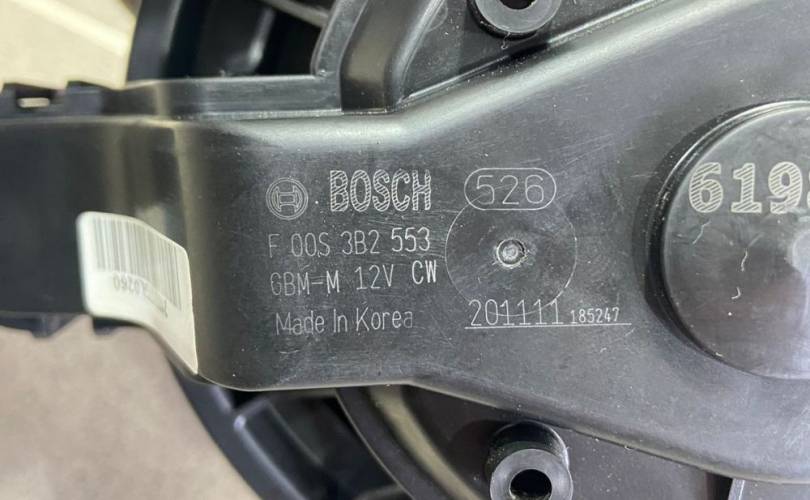 BOSCH 526
F 00S 3B2 553
GBM-M 12V CW
Made In Korea
201111 185247